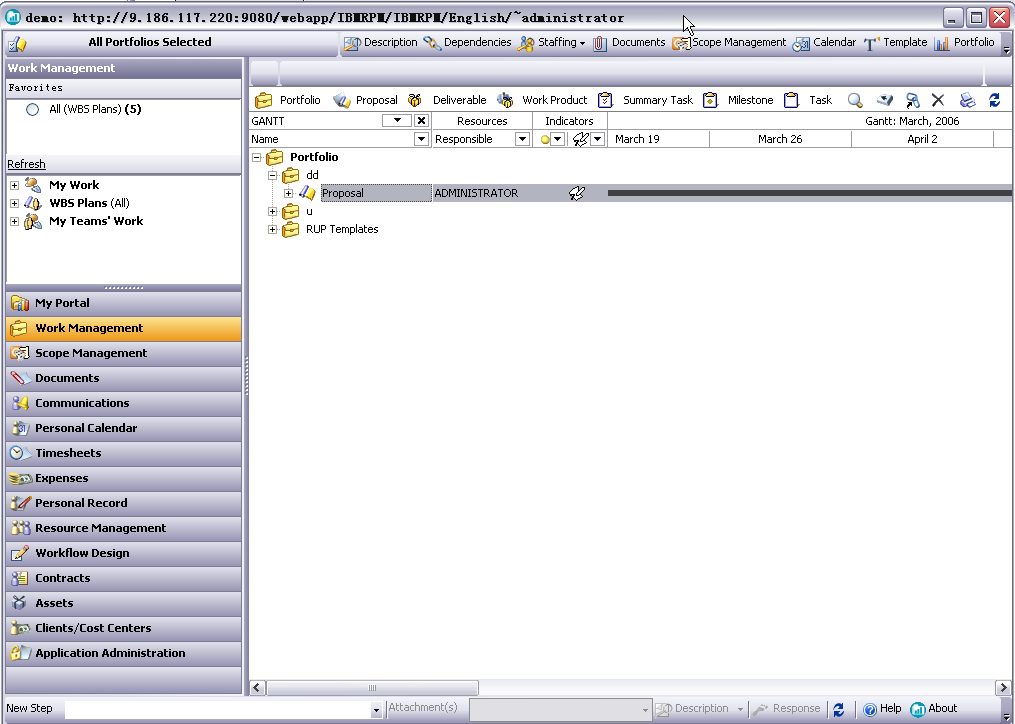 demo: http://9.186.117.220:9080/webapp/IBMRPM/IBMRPM/English/~administrator
All Portfolios Selected
Description Dependencies Staffing Documents Scope Management Calendar Template Portfolio
Work Management
Favorites
All (WBS Plans) (5)
Refresh
My Work
WBS Plans (All)
My Teams' Work
My Portal
Work Management
Scope Management
Documents
Communications
Personal Calendar
Timesheets
Expenses
Personal Record
Resource Management
Workflow Design
Contracts
Assets
Clients/Cost Centers
Application Administration
Portfolio Proposal Deliverable Work Product Summary Task Milestone Task
GANTT Resources Indicators Gantt: March, 2006
Name Responsible March 19 March 26 April 2
Portfolio
dd
Proposal ADMINISTRATOR
u
RUP Templates
New Step Attachment(s) Description Response Help About